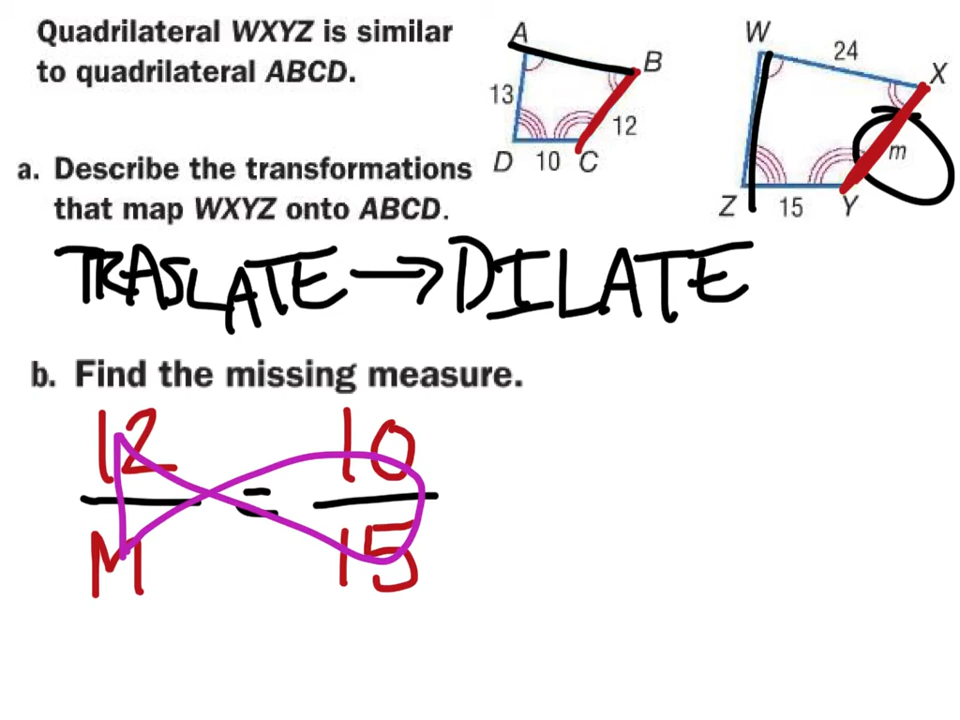 Quadrilateral WXYZ is similar
to quadrilateral ABCD.
A
B
13
12
D 10 C
W
24
X
m
Z 15 Y
a. Describe the transformations
that map WXYZ onto ABCD.
TRASLATE → DILATE
b. Find the missing measure.
12 10
=
M 15